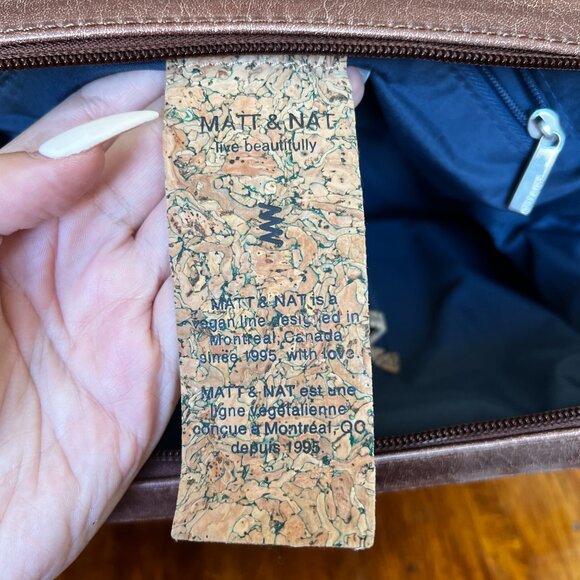 MATT & NAT
live beautifully
MATT & NAT is a
vegan line designed in
Montreal, Canada
since 1995, with love.
MATT & NAT est une
ligne végétalienne
conçue à Montréal, QC
depuis 1995